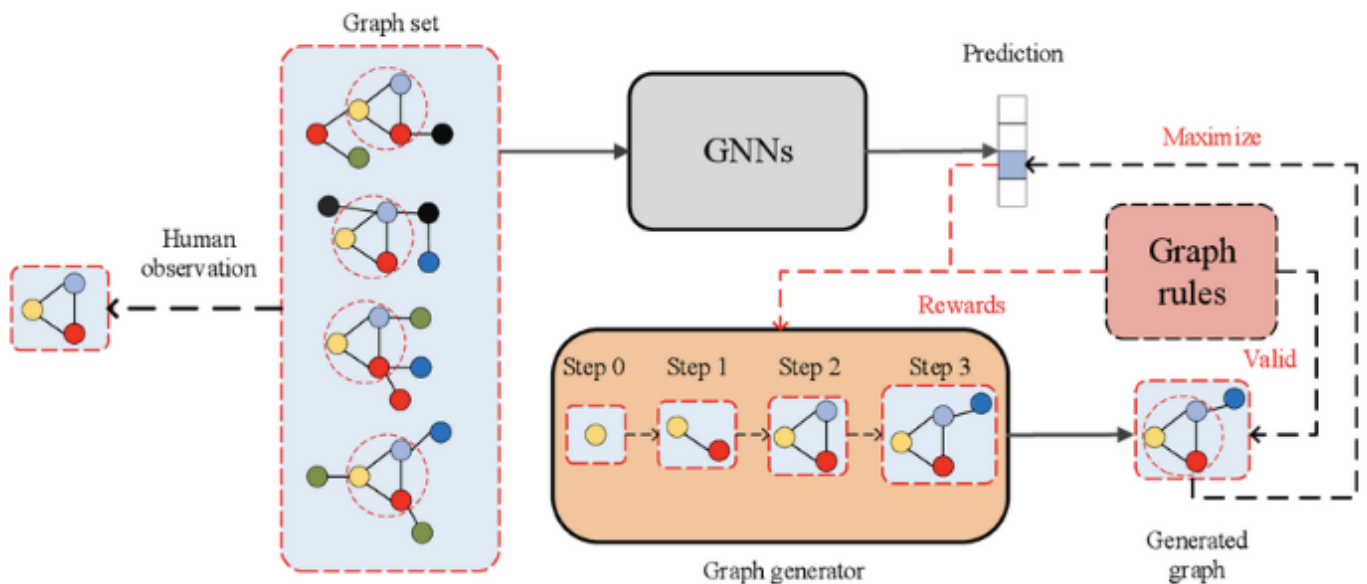 Graph set
Prediction
GNNs
Maximize
Human
observation
Graph
rules
Rewards
Valid
Step 0
Step 1
Step 2
Step 3
Graph generator
Generated
graph